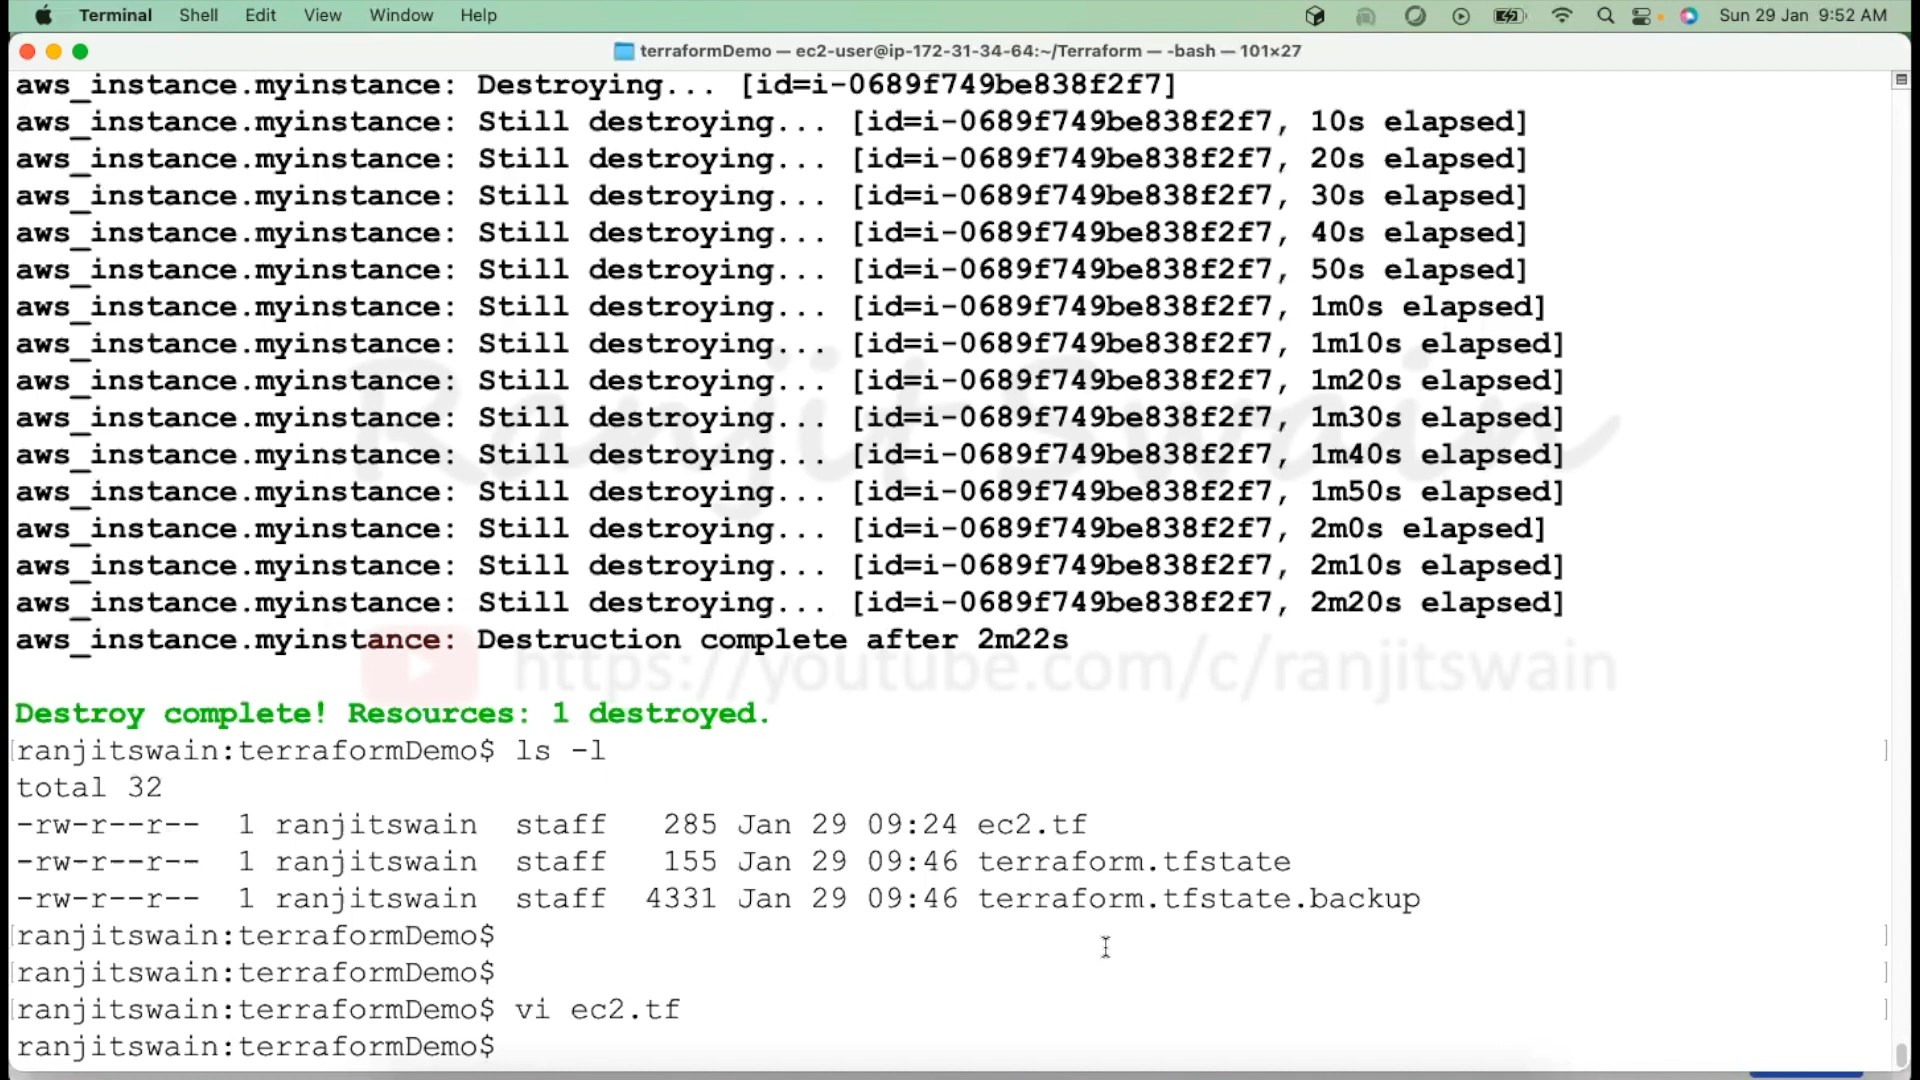 Terminal Shell Edit View Window Help Sun 29 Jan 9:52 AM
terraformDemo — ec2-user@ip-172-31-34-64:~/Terraform — -bash — 101×27
aws_instance.myinstance: Destroying... [id=i-0689f749be838f2f7]
aws_instance.myinstance: Still destroying... [id=i-0689f749be838f2f7, 10s elapsed]
aws_instance.myinstance: Still destroying... [id=i-0689f749be838f2f7, 20s elapsed]
aws_instance.myinstance: Still destroying... [id=i-0689f749be838f2f7, 30s elapsed]
aws_instance.myinstance: Still destroying... [id=i-0689f749be838f2f7, 40s elapsed]
aws_instance.myinstance: Still destroying... [id=i-0689f749be838f2f7, 50s elapsed]
aws_instance.myinstance: Still destroying... [id=i-0689f749be838f2f7, 1m0s elapsed]
aws_instance.myinstance: Still destroying... [id=i-0689f749be838f2f7, 1m10s elapsed]
aws_instance.myinstance: Still destroying... [id=i-0689f749be838f2f7, 1m20s elapsed]
aws_instance.myinstance: Still destroying... [id=i-0689f749be838f2f7, 1m30s elapsed]
Ranjit Swain
aws_instance.myinstance: Still destroying... [id=i-0689f749be838f2f7, 1m40s elapsed]
aws_instance.myinstance: Still destroying... [id=i-0689f749be838f2f7, 1m50s elapsed]
aws_instance.myinstance: Still destroying... [id=i-0689f749be838f2f7, 2m0s elapsed]
aws_instance.myinstance: Still destroying... [id=i-0689f749be838f2f7, 2m10s elapsed]
aws_instance.myinstance: Still destroying... [id=i-0689f749be838f2f7, 2m20s elapsed]
aws_instance.myinstance: Destruction complete after 2m22s
https://youtube.com/c/ranjitswain
Destroy complete! Resources: 1 destroyed.
[ranjitswain:terraformDemo$ ls -l ]
total 32
-rw-r--r-- 1 ranjitswain staff 285 Jan 29 09:24 ec2.tf
-rw-r--r-- 1 ranjitswain staff 155 Jan 29 09:46 terraform.tfstate
-rw-r--r-- 1 ranjitswain staff 4331 Jan 29 09:46 terraform.tfstate.backup
[ranjitswain:terraformDemo$ ]
[ranjitswain:terraformDemo$ ]
[ranjitswain:terraformDemo$ vi ec2.tf ]
ranjitswain:terraformDemo$